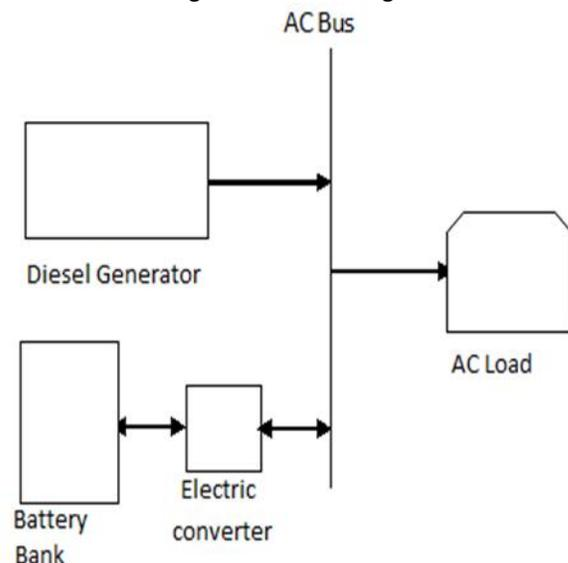 AC Bus
Diesel Generator
AC Load
Electric
converter
Battery
Bank